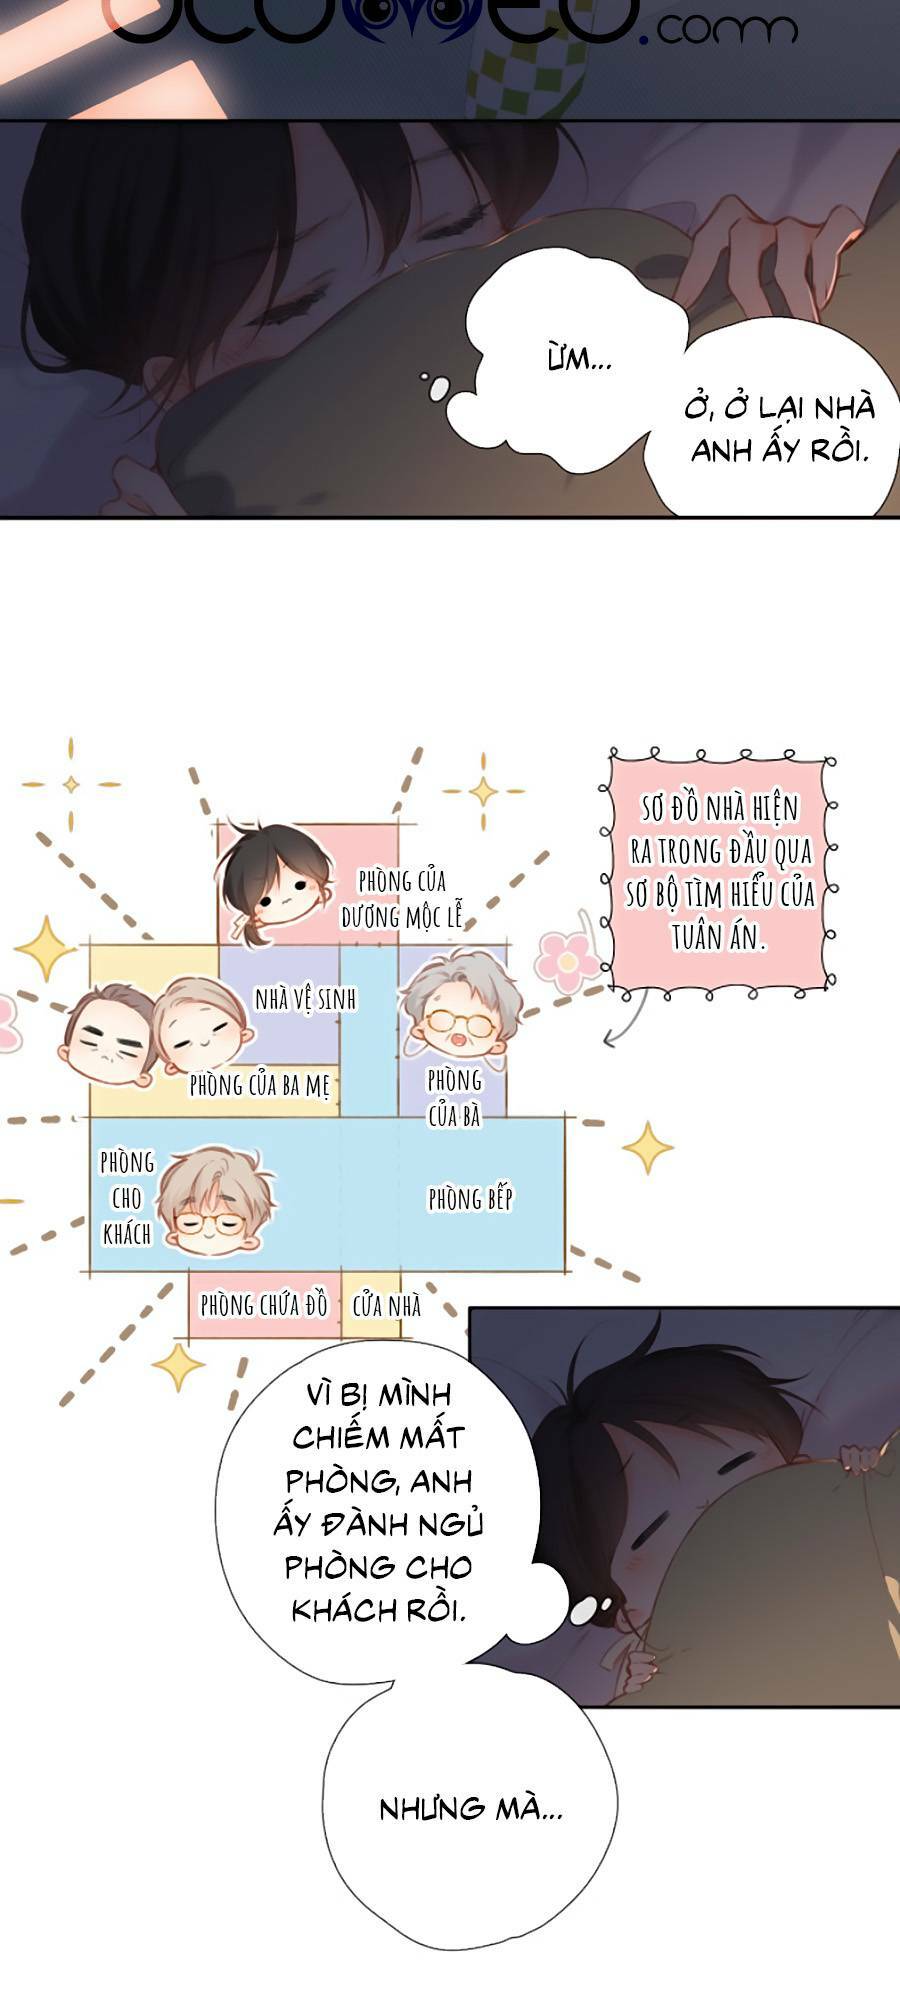 OCOVMEO.comm
ỪM...
Ở, Ở LẠI NHÀ
ANH ẤY RỒI.
SƠ ĐỒ NHÀ HIỆN
RA TRONG ĐẦU QUA
SƠ BỘ TÌM HIỂU CỦA
TUÂN ÁN.
PHÒNG CỦA
DƯƠNG MỘC LỄ
NHÀ VỆ SINH
PHÒNG CỦA BA MẸ
PHÒNG
CỦA BÀ
PHÒNG
CHO
KHÁCH
PHÒNG BẾP
PHÒNG CHỨA ĐỒ
CỬA NHÀ
VÌ BỊ MÌNH
CHIẾM MẤT
PHÒNG, ANH
ẤY ĐÀNH NGỦ
PHÒNG CHO
KHÁCH RỒI.
NHƯNG MÀ...